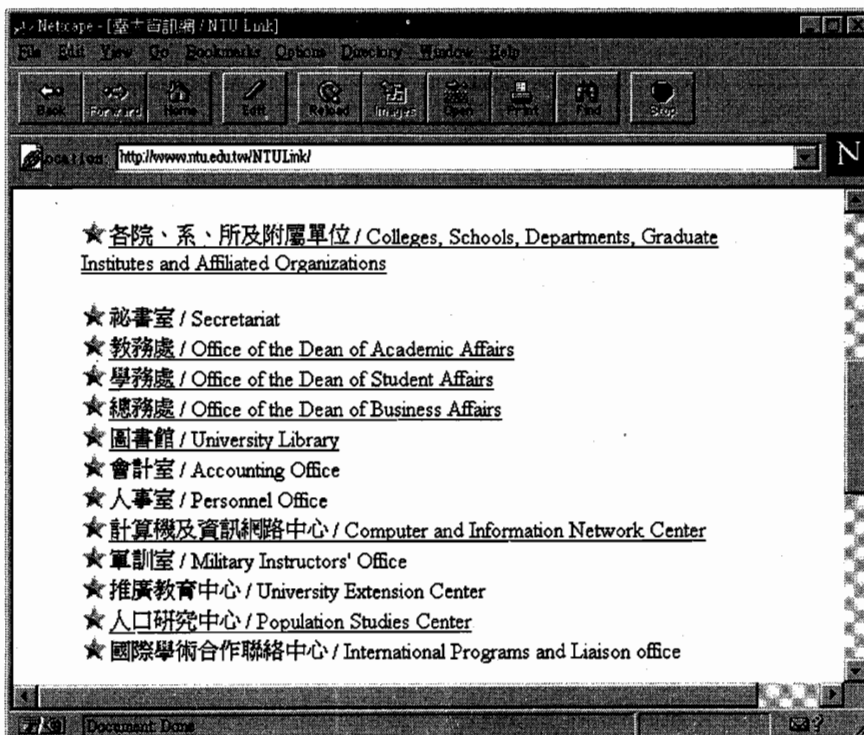 Netscape - [臺大資訊網 / NTU Link]
File Edit View Go Bookmarks Options Directory Window Help
Back Forward Home Edit Reload Images Open Print Find Stop
Location: http://www.ntu.edu.tw/NTULink/
N
各院、系、所及附屬單位 / Colleges, Schools, Departments, Graduate
Institutes and Affiliated Organizations
祕書室 / Secretariat
教務處 / Office of the Dean of Academic Affairs
學務處 / Office of the Dean of Student Affairs
總務處 / Office of the Dean of Business Affairs
圖書館 / University Library
會計室 / Accounting Office
人事室 / Personnel Office
計算機及資訊網路中心 / Computer and Information Network Center
軍訓室 / Military Instructors' Office
推廣教育中心 / University Extension Center
人口研究中心 / Population Studies Center
國際學術合作聯絡中心 / International Programs and Liaison office
Document: Done